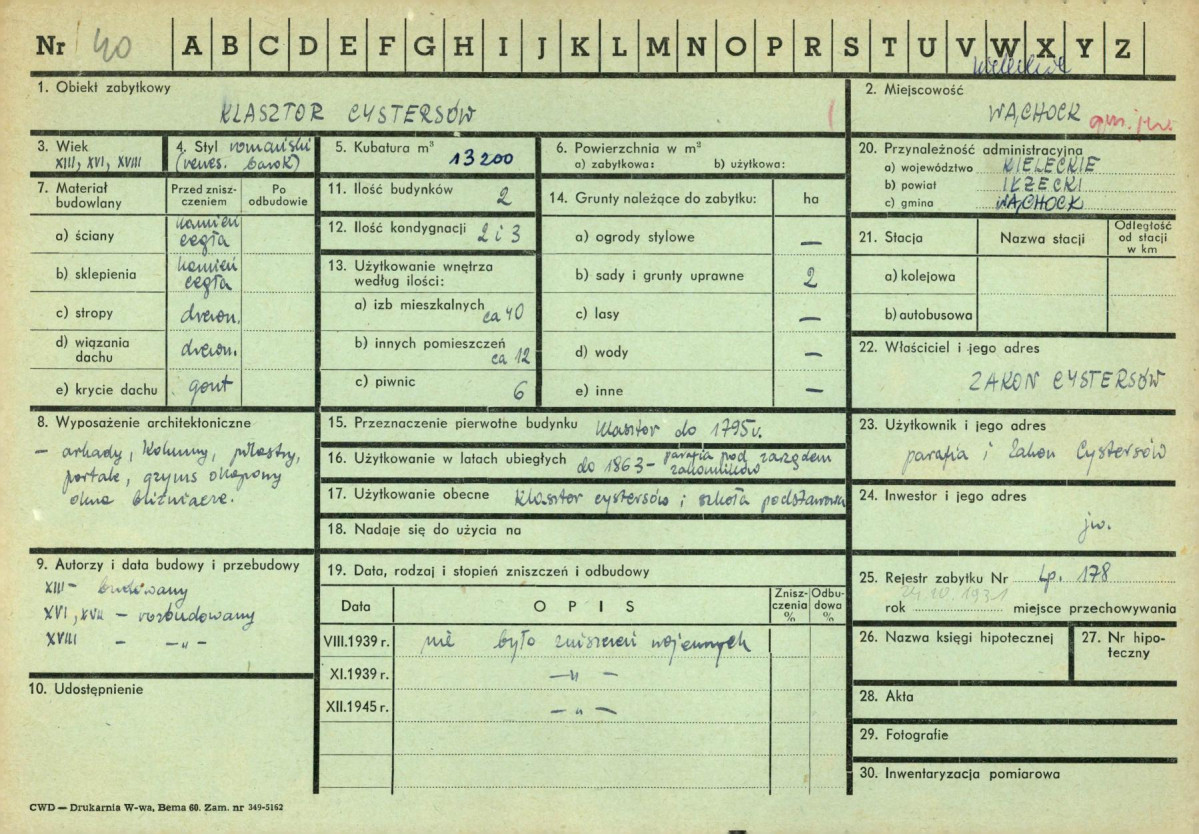 Nr 40 A B C D E F G H I J K L M N O P R S T U V W X Y Z
1. Obiekt zabytkowy
KLASZTOR CYSTERSÓW
2. Miejscowość
WĄCHOCK gm. jw.
3. Wiek
XIII, XVI, XVIII
4. Styl romański
(renes. barok)
5. Kubatura m³ 13 200
6. Powierzchnia w m²
a) zabytkowa: b) użytkowa:
20. Przynależność administracyjna
a) województwo KIELECKIE
b) powiat IŁŻECKI
c) gmina WĄCHOCK
7. Materiał budowlany
Przed znisz-
czeniem
Po
odbudowie
a) ściany kamień
cegła
b) sklepienia kamień
cegła
c) stropy drewn.
d) wiązania
dachu drewn.
e) krycie dachu gont
11. Ilość budynków 2
12. Ilość kondygnacji 2 i 3
13. Użytkowanie wnętrza
według ilości:
a) izb mieszkalnych ca 40
b) innych pomieszczeń
ca 12
c) piwnic 6
14. Grunty należące do zabytku: ha
a) ogrody stylowe —
b) sady i grunty uprawne 2
c) lasy —
d) wody —
e) inne —
21. Stacja Nazwa stacji
Odległość
od stacji
w km
a) kolejowa
b) autobusowa
22. Właściciel i jego adres
ZAKON CYSTERSÓW
8. Wyposażenie architektoniczne
— arkady, kolumny, pilastry,
portale, gzyms okapowy
okna bliźniacze.
15. Przeznaczenie pierwotne budynku klasztor do 1795 r.
16. Użytkowanie w latach ubiegłych do 1863 – parafia pod zarządem
zakonników
17. Użytkowanie obecne klasztor cystersów i szkoła podstawowa
18. Nadaje się do użycia na
23. Użytkownik i jego adres
parafia i Zakon Cystersów
24. Inwestor i jego adres
jw.
9. Autorzy i data budowy i przebudowy
XIII – budowany
XVI, XVII – rozbudowany
XVIII – –„–
19. Data, rodzaj i stopień zniszczeń i odbudowy
Data OPIS
Znisz-
czenia
%
Odbu-
dowa
%
VIII.1939 r. nie było zniszczeń wojennych
XI.1939 r. –„–
XII.1945 r. –„–
25. Rejestr zabytku Nr Lp. 178
rok miejsce przechowywania
26. Nazwa księgi hipotecznej
27. Nr hipo-
teczny
10. Udostępnienie
28. Akta
29. Fotografie
30. Inwentaryzacja pomiarowa
CWD — Drukarnia W-wa, Bema 60. Zam. nr 349-5162